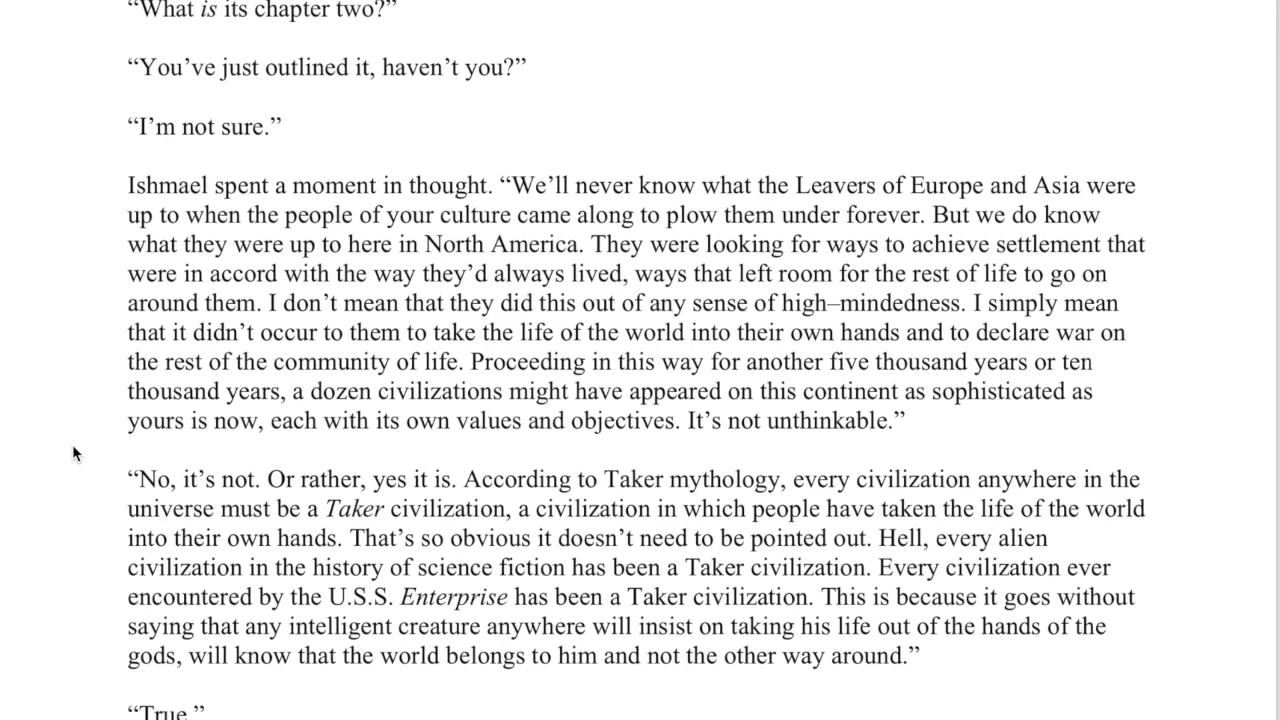 “What is its chapter two?”
“You’ve just outlined it, haven’t you?”
“I’m not sure.”
Ishmael spent a moment in thought. “We’ll never know what the Leavers of Europe and Asia were
up to when the people of your culture came along to plow them under forever. But we do know
what they were up to here in North America. They were looking for ways to achieve settlement that
were in accord with the way they’d always lived, ways that left room for the rest of life to go on
around them. I don’t mean that they did this out of any sense of high–mindedness. I simply mean
that it didn’t occur to them to take the life of the world into their own hands and to declare war on
the rest of the community of life. Proceeding in this way for another five thousand years or ten
thousand years, a dozen civilizations might have appeared on this continent as sophisticated as
yours is now, each with its own values and objectives. It’s not unthinkable.”
“No, it’s not. Or rather, yes it is. According to Taker mythology, every civilization anywhere in the
universe must be a Taker civilization, a civilization in which people have taken the life of the world
into their own hands. That’s so obvious it doesn’t need to be pointed out. Hell, every alien
civilization in the history of science fiction has been a Taker civilization. Every civilization ever
encountered by the U.S.S. Enterprise has been a Taker civilization. This is because it goes without
saying that any intelligent creature anywhere will insist on taking his life out of the hands of the
gods, will know that the world belongs to him and not the other way around.”
“True.”